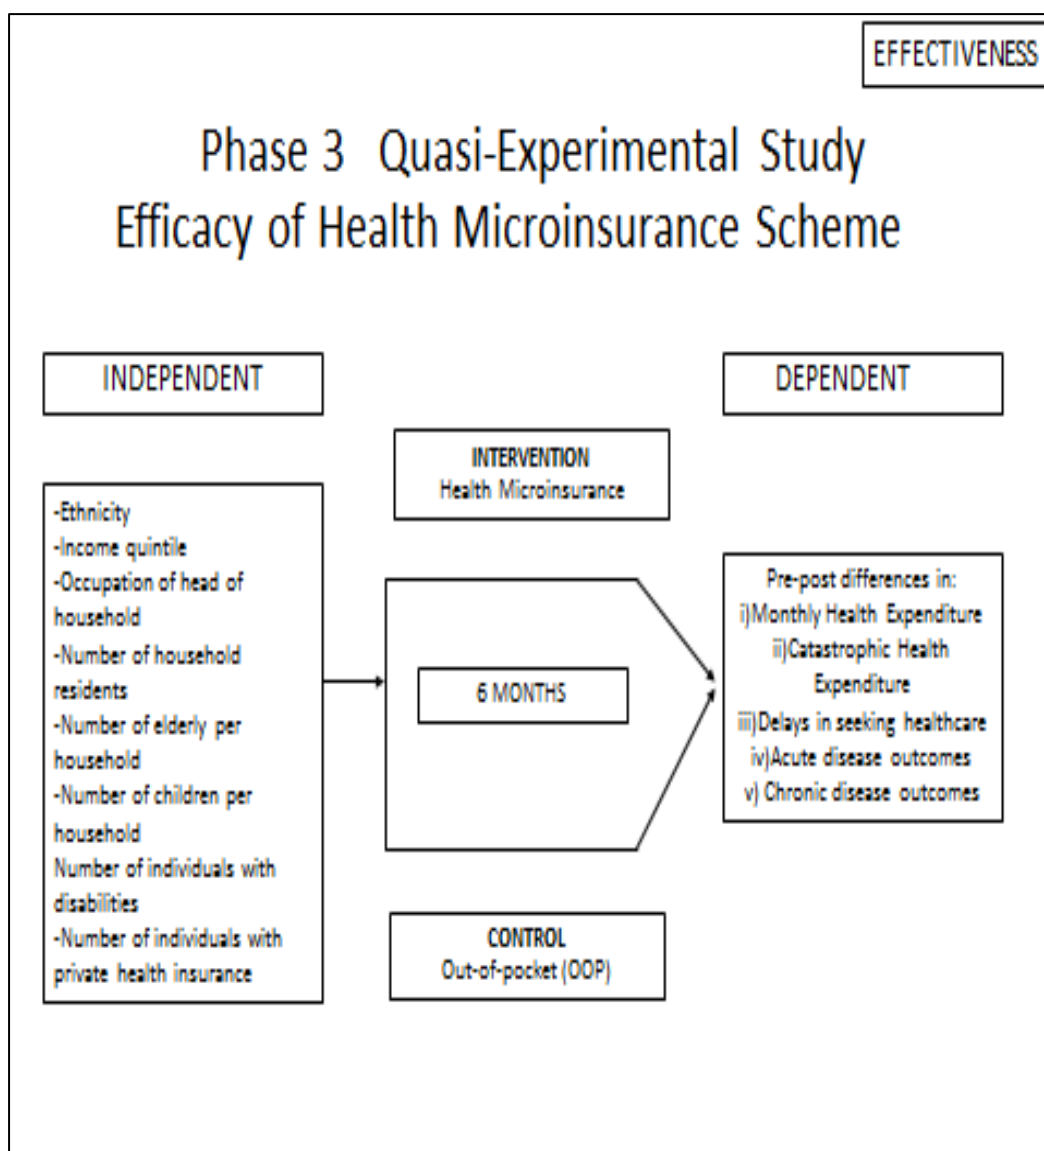 EFFECTIVENESS
Phase 3 Quasi-Experimental Study
Efficacy of Health Microinsurance Scheme
INDEPENDENT
DEPENDENT
INTERVENTION
Health Microinsurance
-Ethnicity
-Income quintile
-Occupation of head of
household
-Number of household
residents
-Number of elderly per
household
-Number of children per
household
Number of individuals with
disabilities
-Number of individuals with
private health insurance
6 MONTHS
Pre-post differences in:
i)Monthly Health Expenditure
ii)Catastrophic Health
Expenditure
iii)Delays in seeking healthcare
iv)Acute disease outcomes
v) Chronic disease outcomes
CONTROL
Out-of-pocket (OOP)